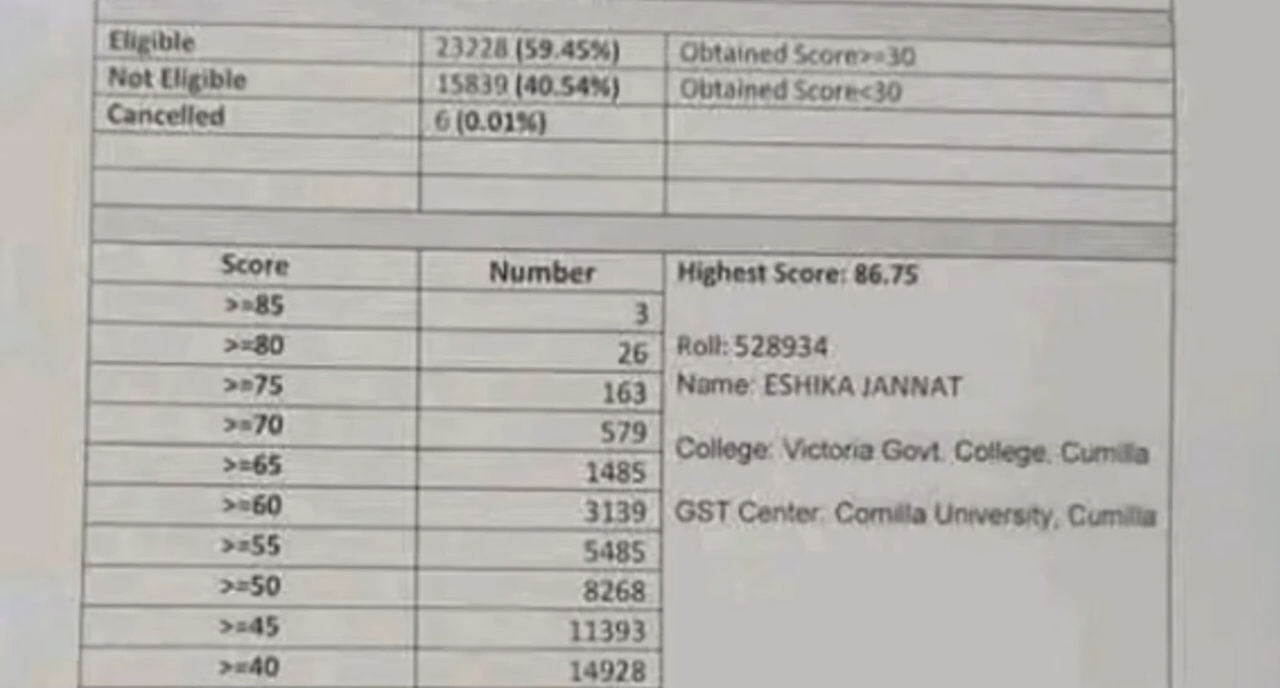 Eligible 23228 (59.45%) Obtained Score>=30
Not Eligible 15839 (40.54%) Obtained Score<30
Cancelled 6 (0.01%)
Score Number Highest Score: 86.75
>=85 3
>=80 26 Roll: 528934
>=75 163 Name: ESHIKA JANNAT
>=70 579
>=65 1485 College: Victoria Govt. College, Cumilla
>=60 3139 GST Center: Comilla University, Cumilla
>=55 5485
>=50 8268
>=45 11393
>=40 14928